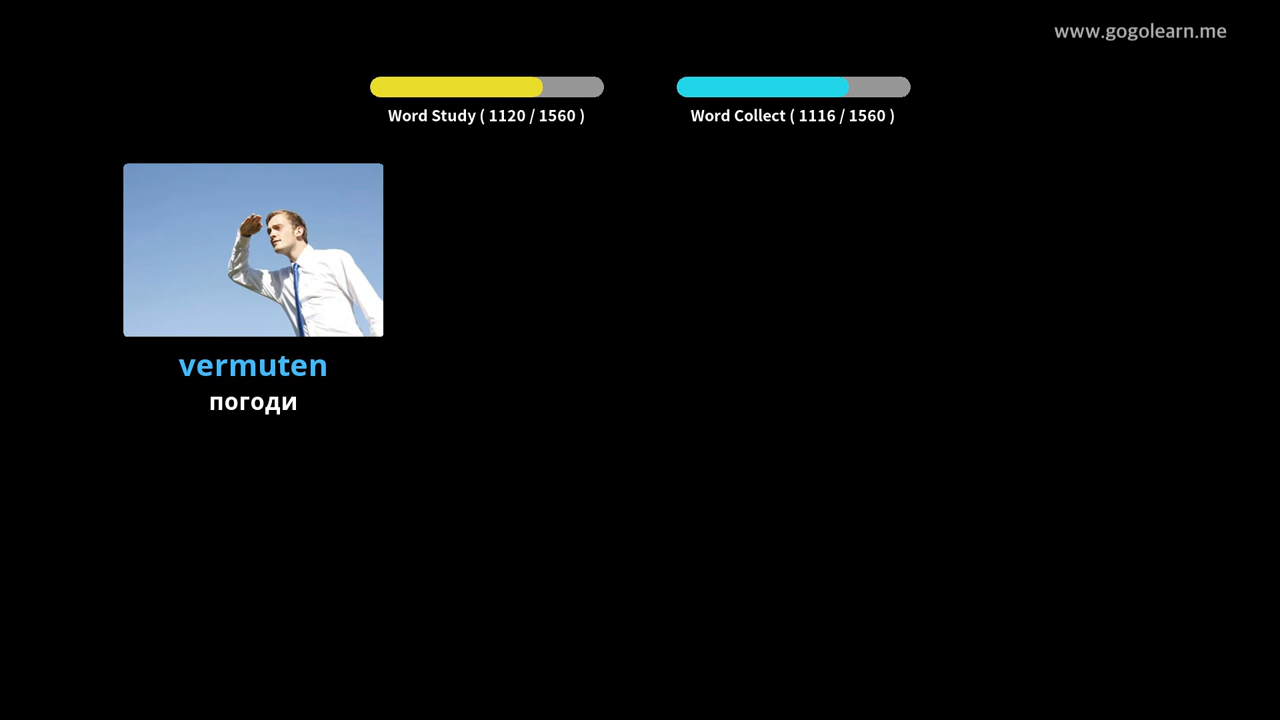 www.gogolearn.me
Word Study ( 1120 / 1560 )
Word Collect ( 1116 / 1560 )
vermuten
погоди